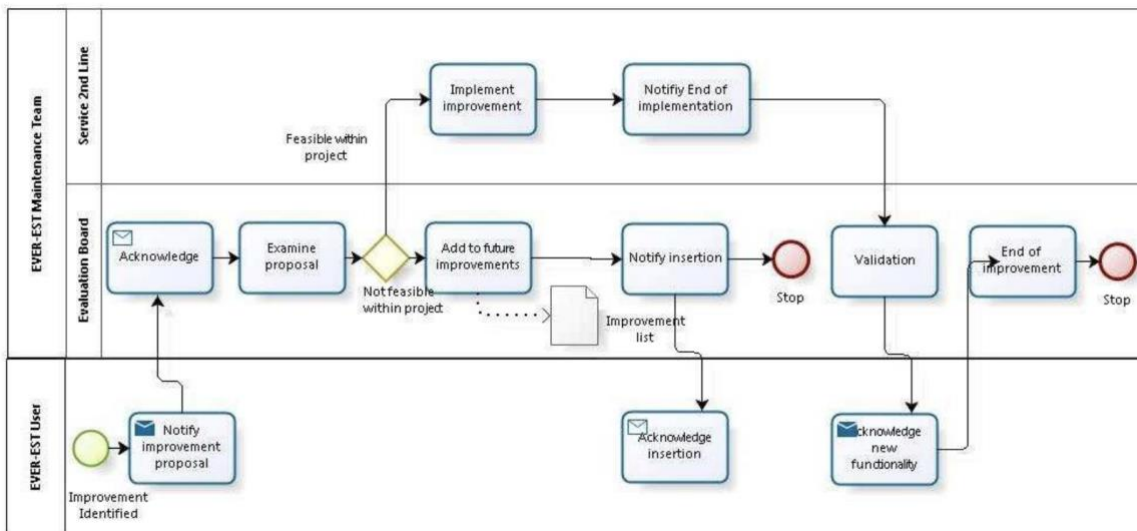 EVER-EST Maintenance Team
Service 2nd Line
Implement
improvement
Notifiy End of
implementation
Feasible within
project
Evaluation Board
Acknowledge
Examine
proposal
Not feasible
within project
Add to future
improvements
Improvement
list
Notify insertion
Stop
Validation
End of
improvement
Stop
EVER-EST User
Improvement
Identified
Notify
improvement
proposal
Acknowledge
insertion
Acknowledge
new
functionality